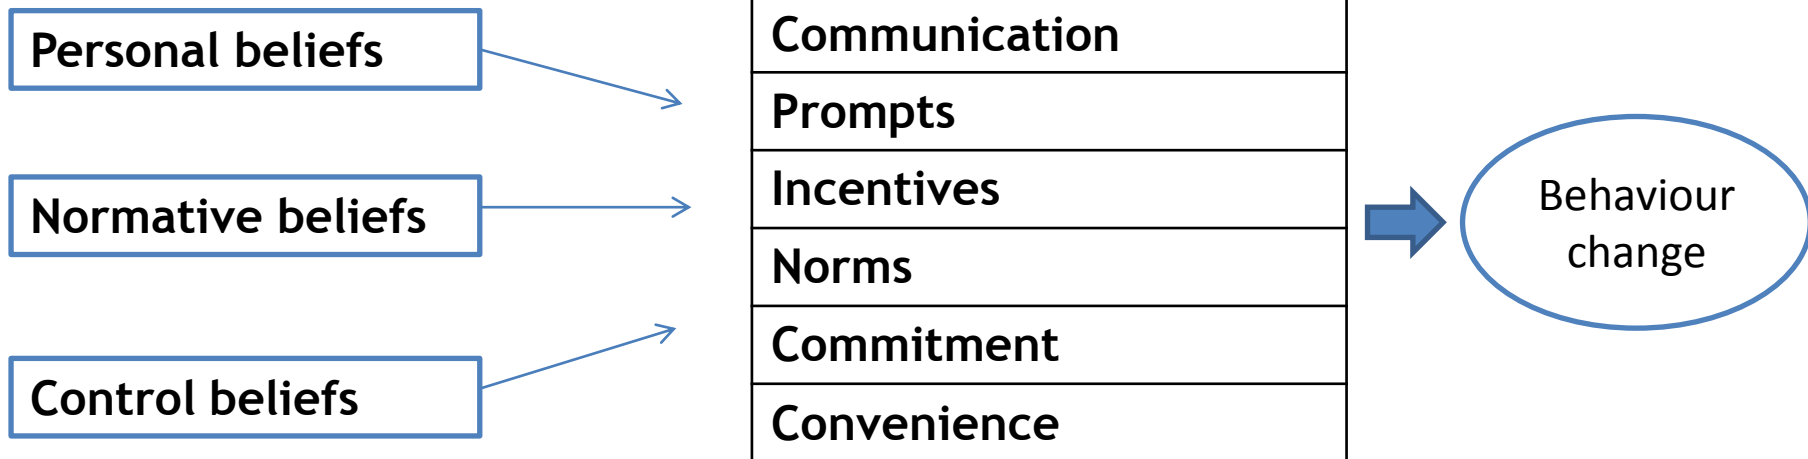 Personal beliefs
Normative beliefs
Control beliefs
Communication
Prompts
Incentives
Norms
Commitment
Convenience
Behaviour
change